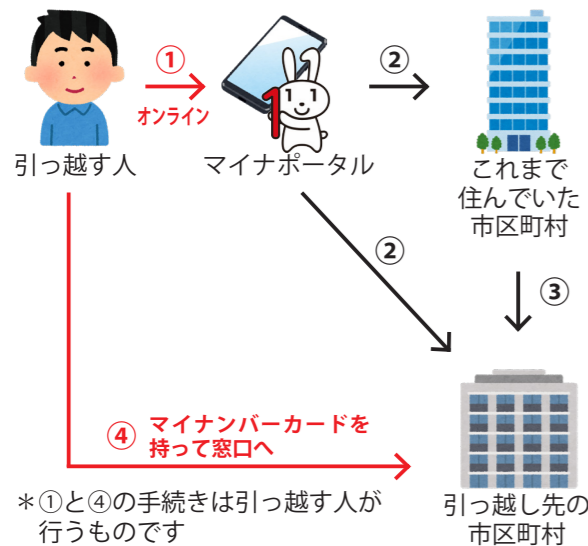 ①
オンライン
②
引っ越す人
マイナポータル
これまで
住んでいた
市区町村
②
③
④ マイナンバーカードを
持って窓口へ
引っ越し先の
市区町村
＊①と④の手続きは引っ越す人が
行うものです